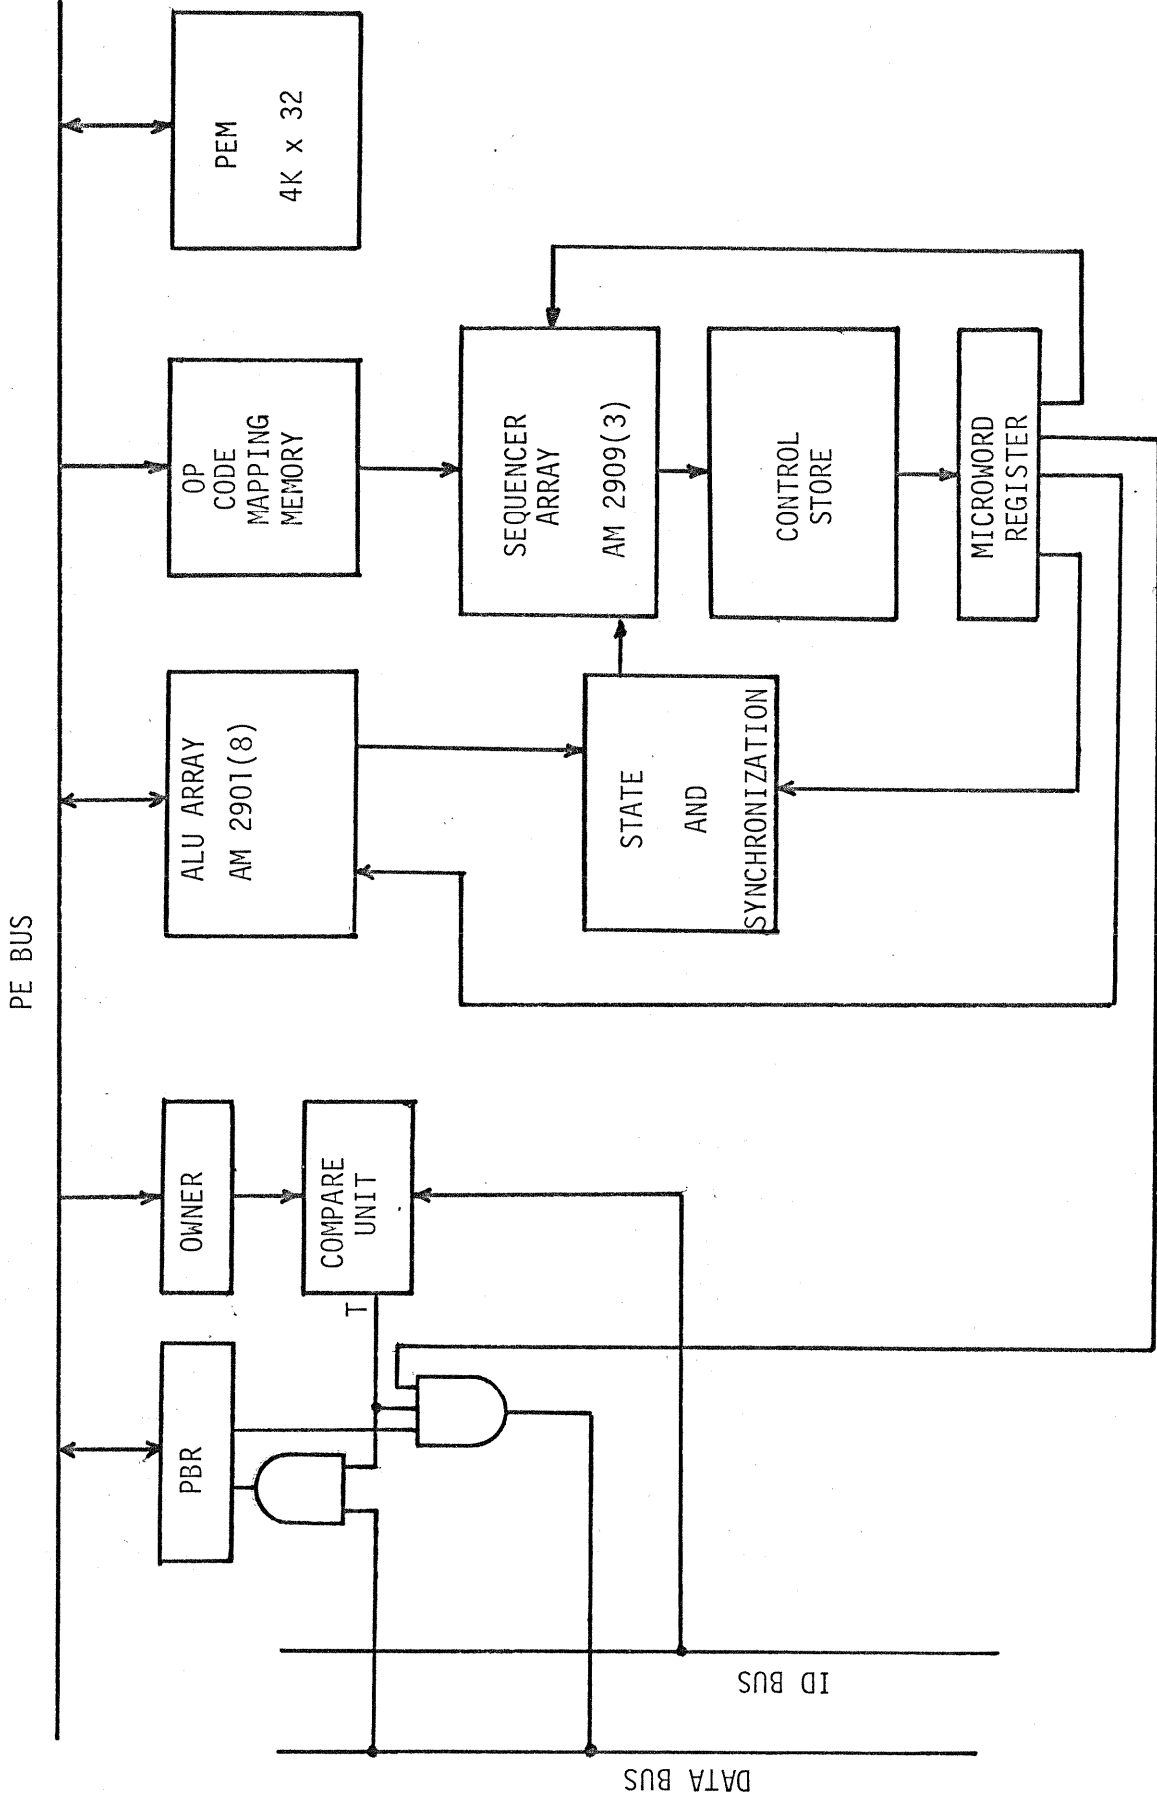 PE BUS
PBR
OWNER
COMPARE
UNIT
T
ALU ARRAY
AM 2901(8)
OP
CODE
MAPPING
MEMORY
PEM
4K x 32
STATE
AND
SYNCHRONIZATION
SEQUENCER
ARRAY
AM 2909(3)
CONTROL
STORE
MICROWORD
REGISTER
ID BUS
DATA BUS